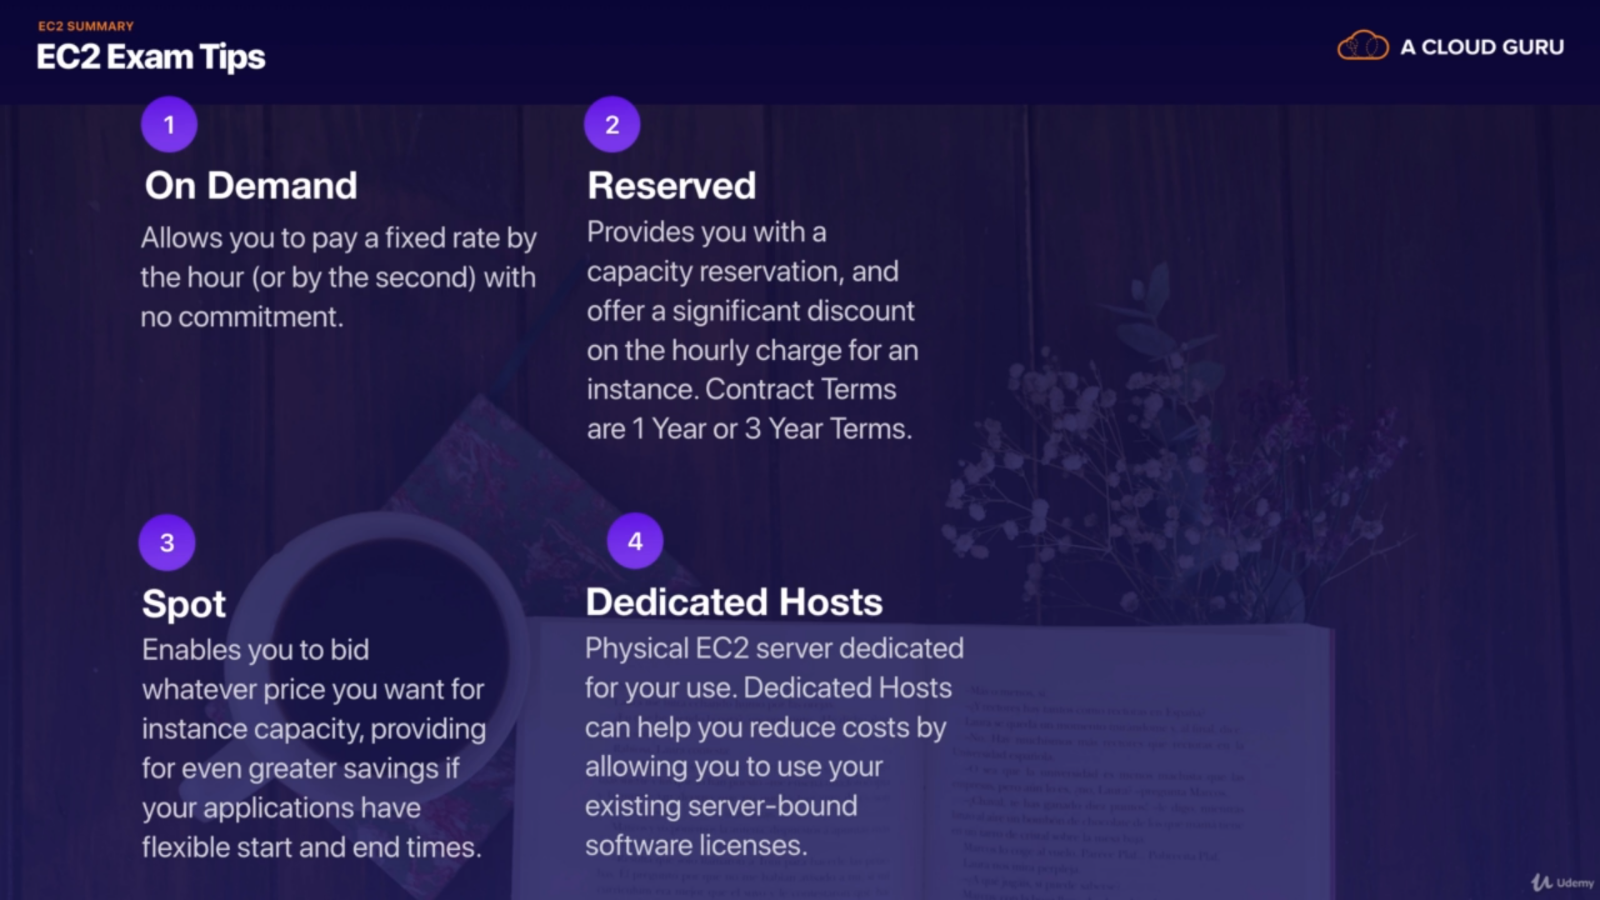 EC2 SUMMARY
EC2 Exam Tips
A CLOUD GURU
1
On Demand
Allows you to pay a fixed rate by
the hour (or by the second) with
no commitment.
2
Reserved
Provides you with a
capacity reservation, and
offer a significant discount
on the hourly charge for an
instance. Contract Terms
are 1 Year or 3 Year Terms.
3
Spot
Enables you to bid
whatever price you want for
instance capacity, providing
for even greater savings if
your applications have
flexible start and end times.
4
Dedicated Hosts
Physical EC2 server dedicated
for your use. Dedicated Hosts
can help you reduce costs by
allowing you to use your
existing server-bound
software licenses.
Udemy